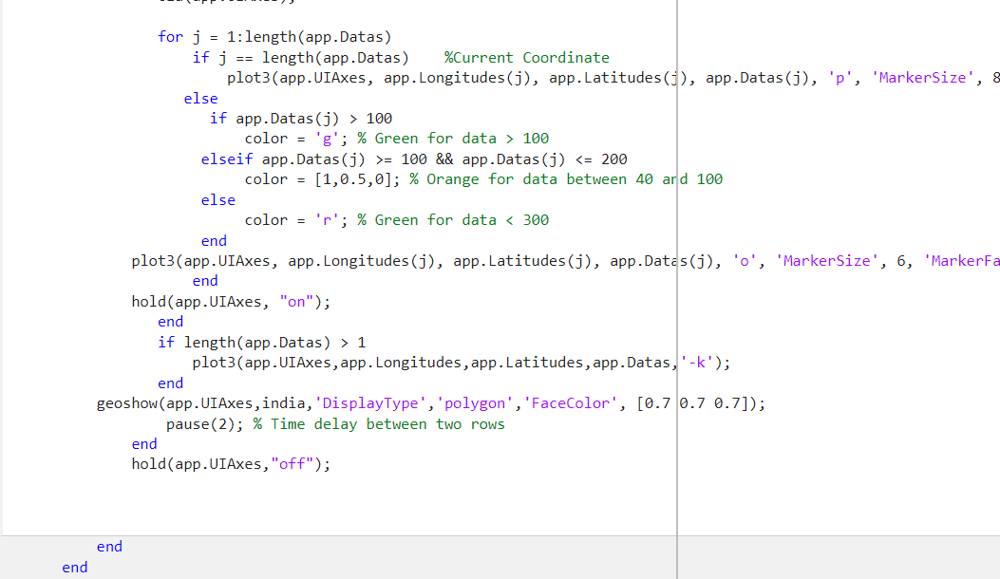 for j = 1:length(app.Datas)
if j == length(app.Datas) %Current Coordinate
plot3(app.UIAxes, app.Longitudes(j), app.Latitudes(j), app.Datas(j), 'p', 'MarkerSize', 8
else
if app.Datas(j) > 100
color = 'g'; % Green for data > 100
elseif app.Datas(j) >= 100 && app.Datas(j) <= 200
color = [1,0.5,0]; % Orange for data between 40 and 100
else
color = 'r'; % Green for data < 300
end
plot3(app.UIAxes, app.Longitudes(j), app.Latitudes(j), app.Datas(j), 'o', 'MarkerSize', 6, 'MarkerFa
end
hold(app.UIAxes, "on");
end
if length(app.Datas) > 1
plot3(app.UIAxes,app.Longitudes,app.Latitudes,app.Datas,'-k');
end
geoshow(app.UIAxes,india,'DisplayType','polygon','FaceColor', [0.7 0.7 0.7]);
pause(2); % Time delay between two rows
end
hold(app.UIAxes,"off");
end
end